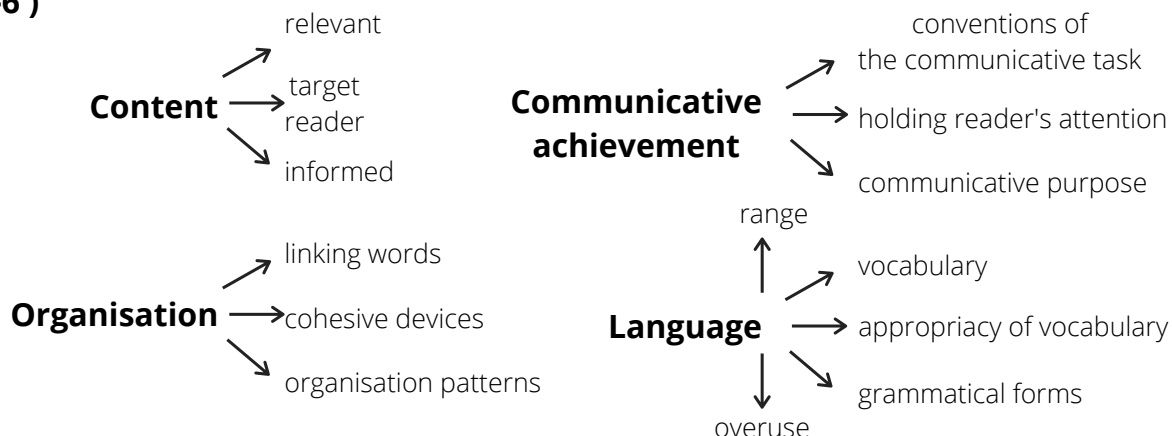 6 )
Content
relevant
target
reader
informed
Communicative
achievement
conventions of
the communicative task
holding reader's attention
communicative purpose
Organisation
linking words
cohesive devices
organisation patterns
Language
range
vocabulary
appropriacy of vocabulary
grammatical forms
overuse